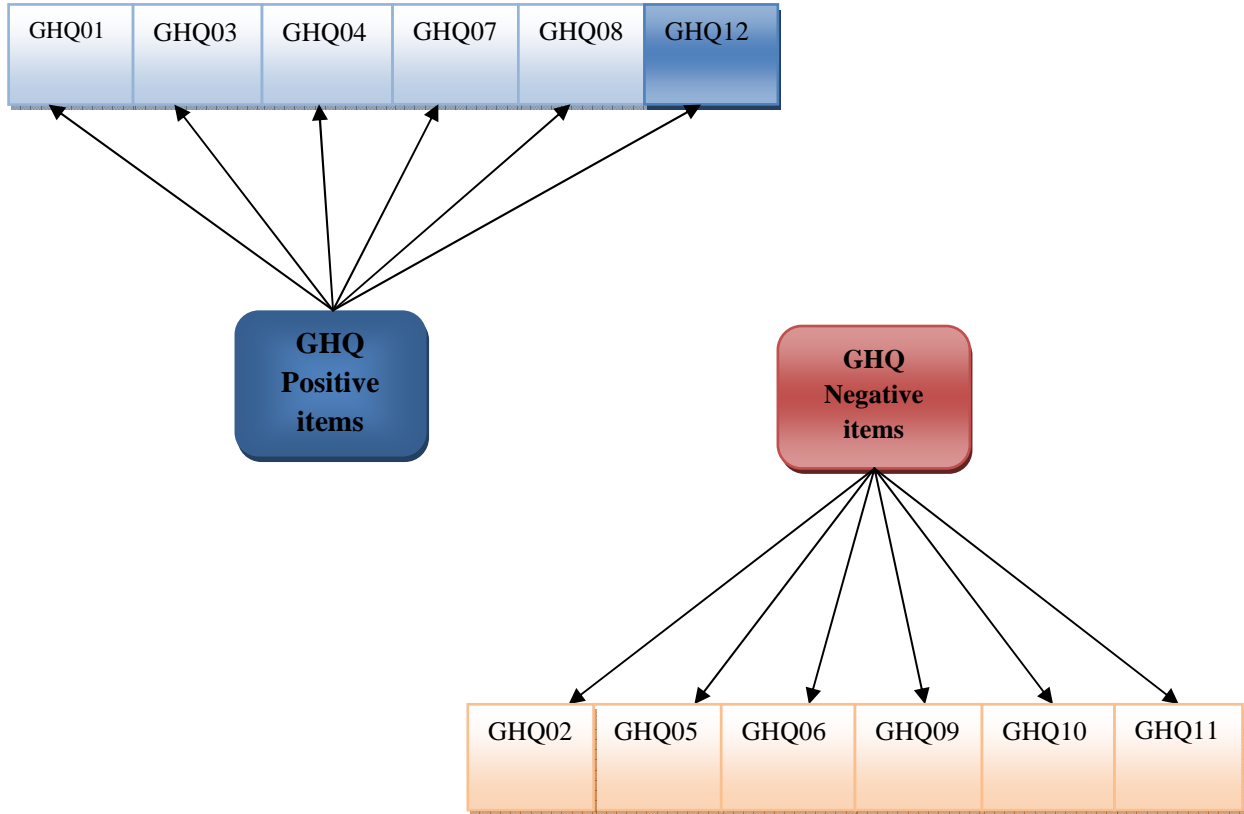 GHQ01 GHQ03 GHQ04 GHQ07 GHQ08 GHQ12
GHQ
Positive
items
GHQ
Negative
items
GHQ02 GHQ05 GHQ06 GHQ09 GHQ10 GHQ11